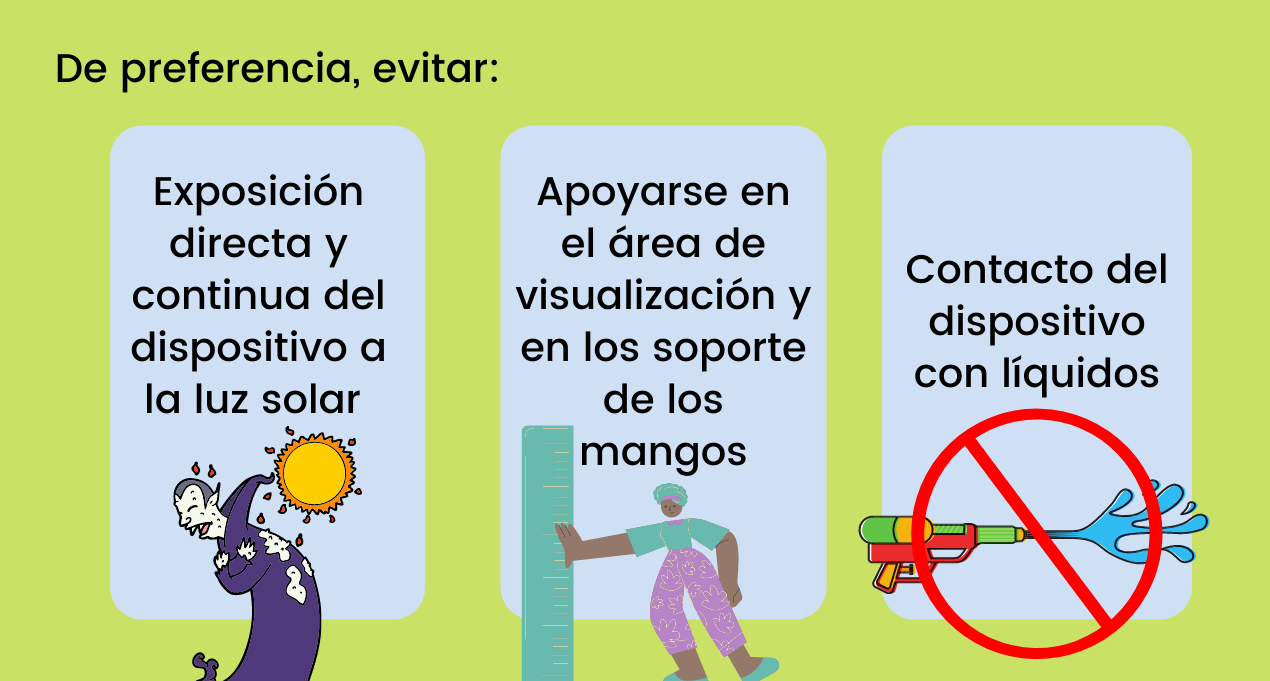 De preferencia, evitar:
Exposición
directa y
continua del
dispositivo a
la luz solar
Apoyarse en
el área de
visualización y
en los soporte
de los
mangos
Contacto del
dispositivo
con líquidos